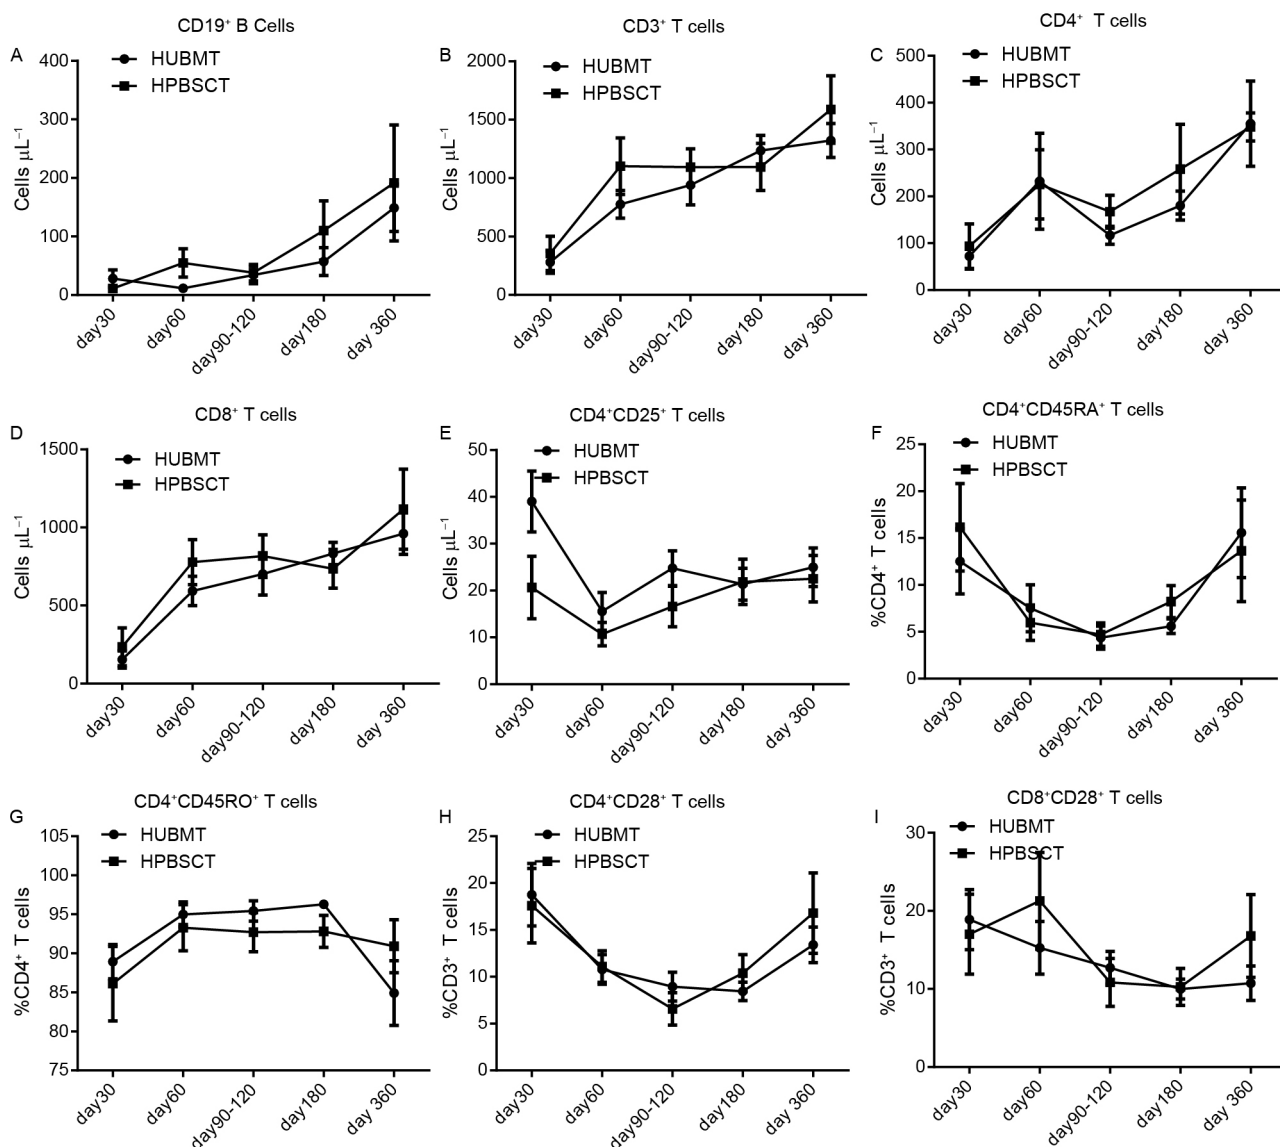 CD19⁺ B Cells
A
HUBMT
HPBSCT
Cells µL⁻¹
400
300
200
100
0
day30
day60
day90-120
day180
day 360
CD3⁺ T cells
B
HUBMT
HPBSCT
Cells µL⁻¹
2000
1500
1000
500
0
day30
day60
day90-120
day180
day 360
CD4⁺ T cells
C
HUBMT
HPBSCT
Cells µL⁻¹
500
400
300
200
100
0
day30
day60
day90-120
day180
day 360
CD8⁺ T cells
D
HUBMT
HPBSCT
Cells µL⁻¹
1500
1000
500
0
day30
day60
day90-120
day180
day 360
CD4⁺CD25⁺ T cells
E
HUBMT
HPBSCT
Cells µL⁻¹
50
40
30
20
10
0
day30
day60
day90-120
day180
day 360
CD4⁺CD45RA⁺ T cells
F
HUBMT
HPBSCT
%CD4⁺ T cells
25
20
15
10
5
0
day30
day60
day90-120
day180
day 360
CD4⁺CD45RO⁺ T cells
G
HUBMT
HPBSCT
%CD4⁺ T cells
105
100
95
90
85
80
75
day30
day60
day90-120
day180
day 360
CD4⁺CD28⁺ T cells
H
HUBMT
HPBSCT
%CD3⁺ T cells
25
20
15
10
5
0
day30
day60
day90-120
day180
day 360
CD8⁺CD28⁺ T cells
I
HUBMT
HPBSCT
%CD3⁺ T cells
30
20
10
0
day30
day60
day90-120
day180
day 360